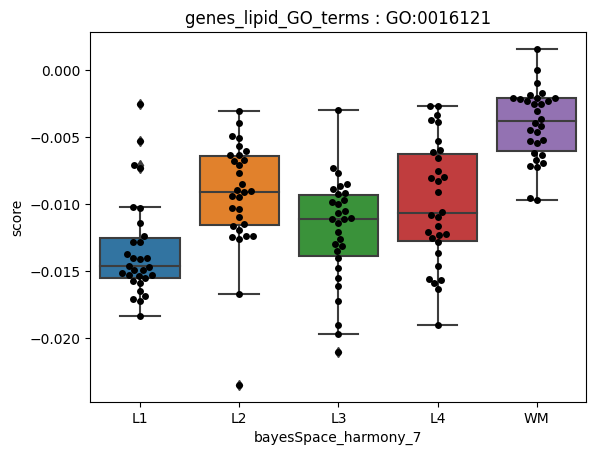 genes_lipid_GO_terms : GO:0016121
0.000
−0.005
−0.010
−0.015
−0.020
score
L1 L2 L3 L4 WM
bayesSpace_harmony_7